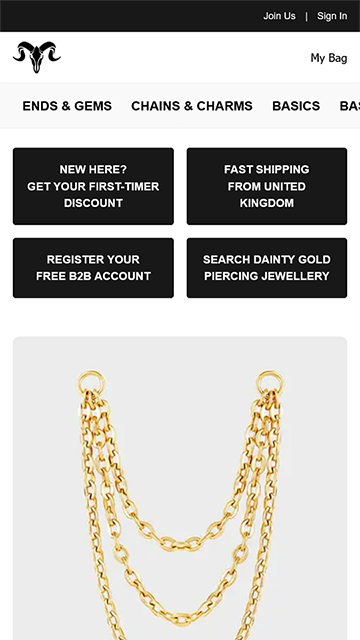 Join Us | Sign In
My Bag
ENDS & GEMS CHAINS & CHARMS BASICS BA
NEW HERE?
GET YOUR FIRST-TIMER
DISCOUNT
FAST SHIPPING
FROM UNITED
KINGDOM
REGISTER YOUR
FREE B2B ACCOUNT
SEARCH DAINTY GOLD
PIERCING JEWELLERY